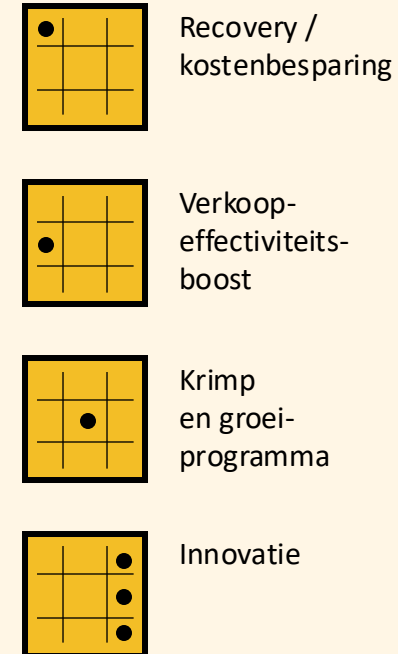 Recovery /
kostenbesparing
Verkoop-
effectiviteits-
boost
Krimp
en groei-
programma
Innovatie